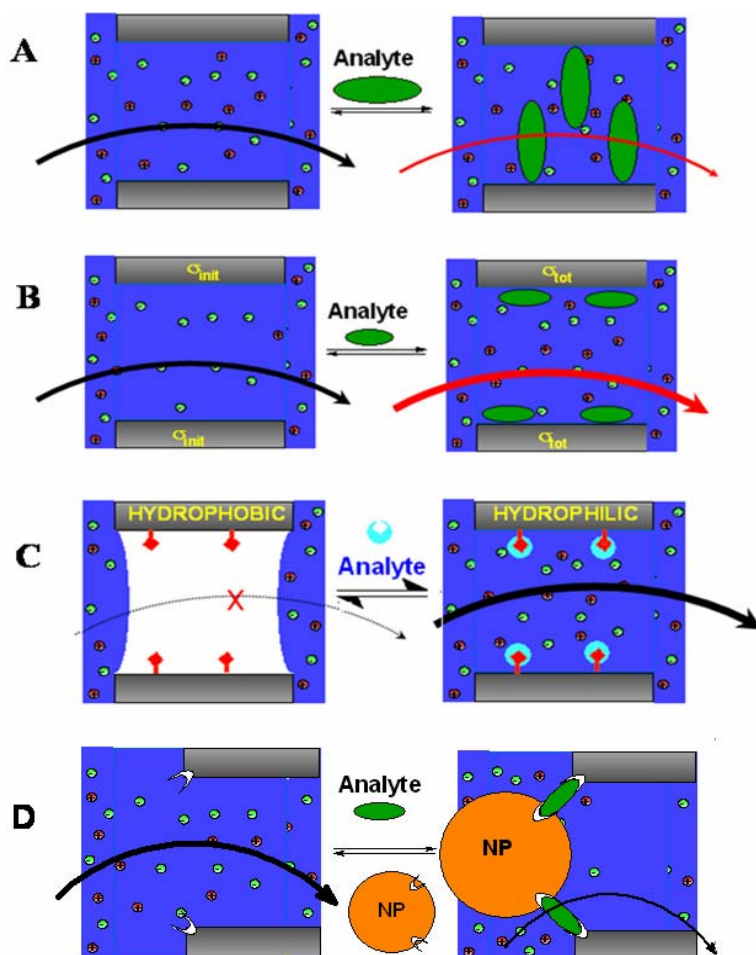 A
Analyte
B
σinit
σinit
Analyte
σtot
σtot
C
HYDROPHOBIC
Analyte
HYDROPHILIC
X
D
Analyte
NP
NP